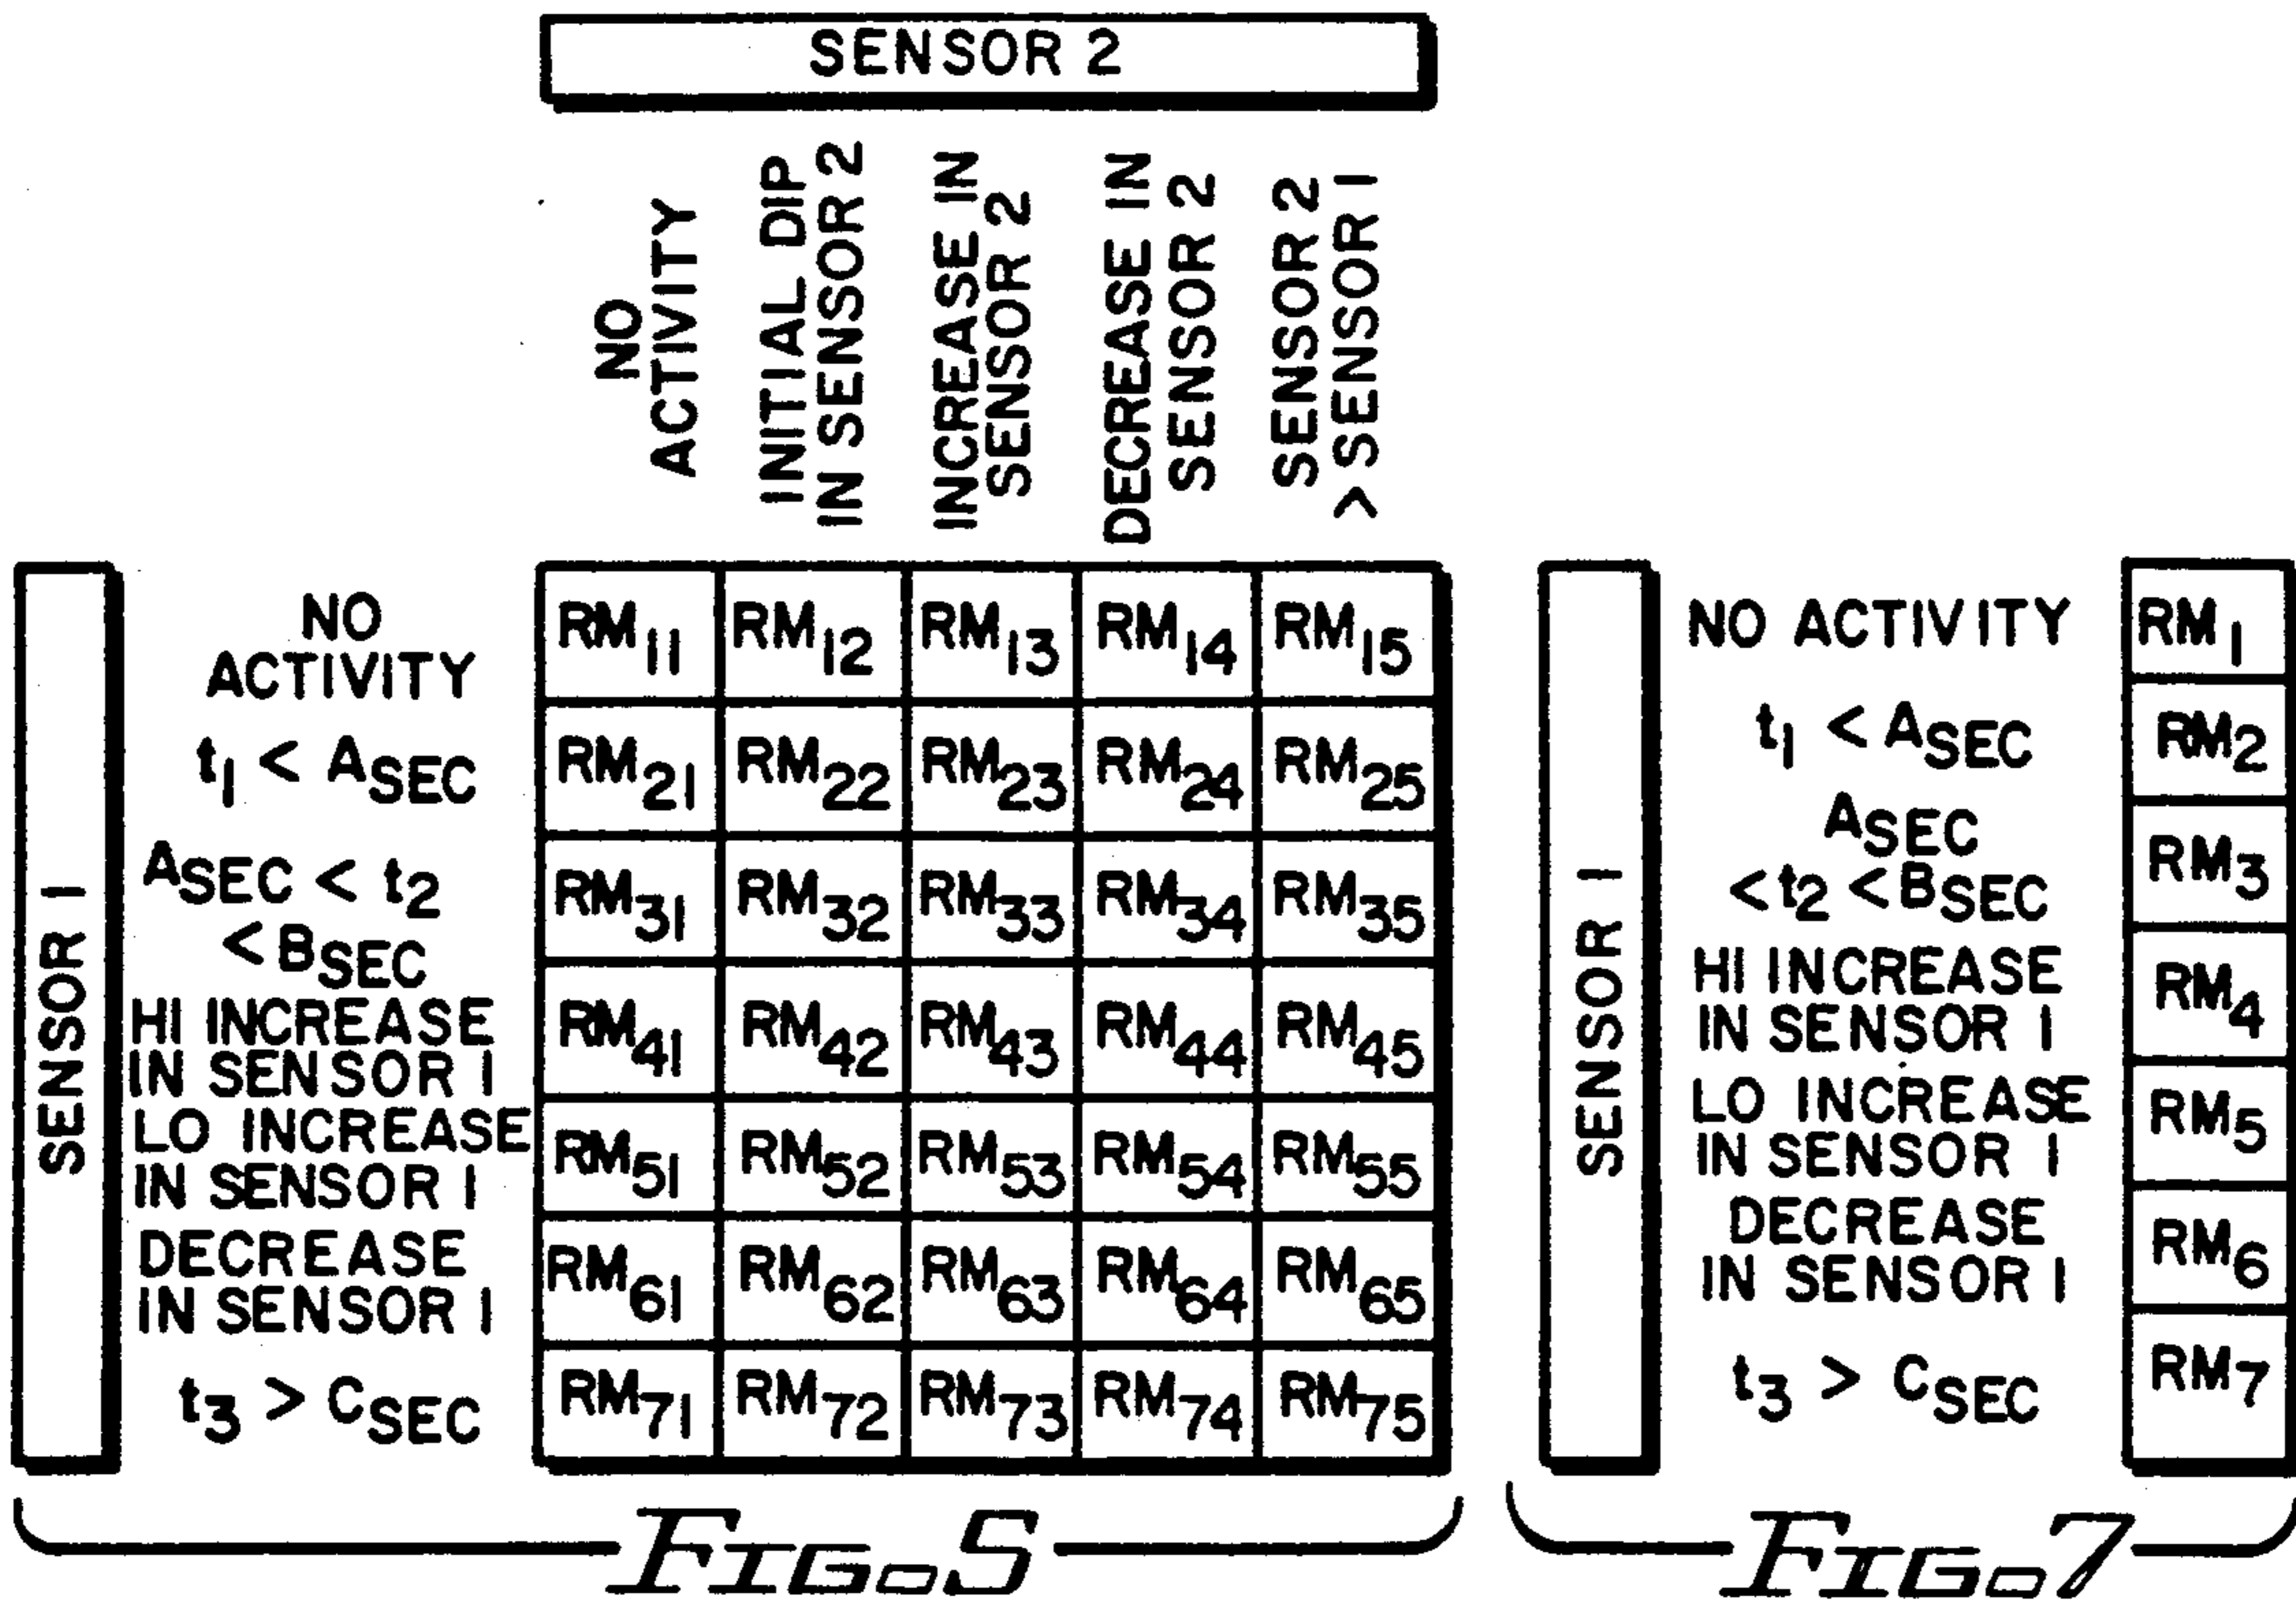 SENSOR 2
NO
ACTIVITY
INITIAL DIP
IN SENSOR 2
INCREASE IN
SENSOR 2
DECREASE IN
SENSOR 2
SENSOR 2
> SENSOR 1
SENSOR 1
NO
ACTIVITY
t1 < ASEC
ASEC < t2
< BSEC
HI INCREASE
IN SENSOR 1
LO INCREASE
IN SENSOR 1
DECREASE
IN SENSOR 1
t3 > CSEC
RM11 RM12 RM13 RM14 RM15
RM21 RM22 RM23 RM24 RM25
RM31 RM32 RM33 RM34 RM35
RM41 RM42 RM43 RM44 RM45
RM51 RM52 RM53 RM54 RM55
RM61 RM62 RM63 RM64 RM65
RM71 RM72 RM73 RM74 RM75
FIG. 5
SENSOR 1
NO ACTIVITY
t1 < ASEC
ASEC
< t2 < BSEC
HI INCREASE
IN SENSOR 1
LO INCREASE
IN SENSOR 1
DECREASE
IN SENSOR 1
t3 > CSEC
RM1
RM2
RM3
RM4
RM5
RM6
RM7
FIG. 7